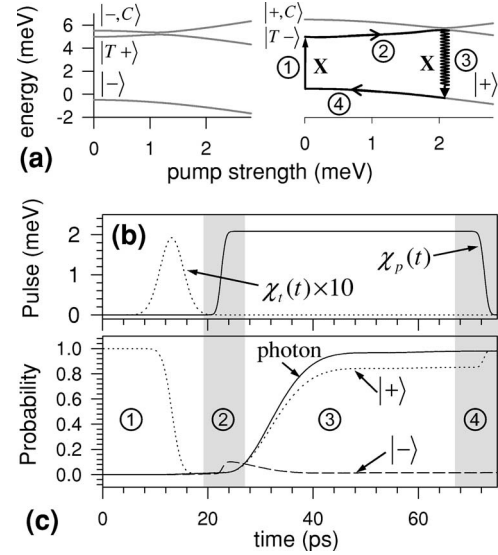 |−,C⟩
|T+⟩
|−⟩
energy (meV)
6
4
2
0
-2
0
1
2
(a)
|+,C⟩
|T−⟩
①
X
②
X
③
④
|+⟩
0
1
2
pump strength (meV)
(b)
Pulse (meV)
2
0
χₜ(t)×10
χₚ(t)
Probability
1.0
0.8
0.6
0.4
0.2
0.0
photon
|+⟩
①
②
③
④
|−⟩
0
20
40
60
(c)
time (ps)